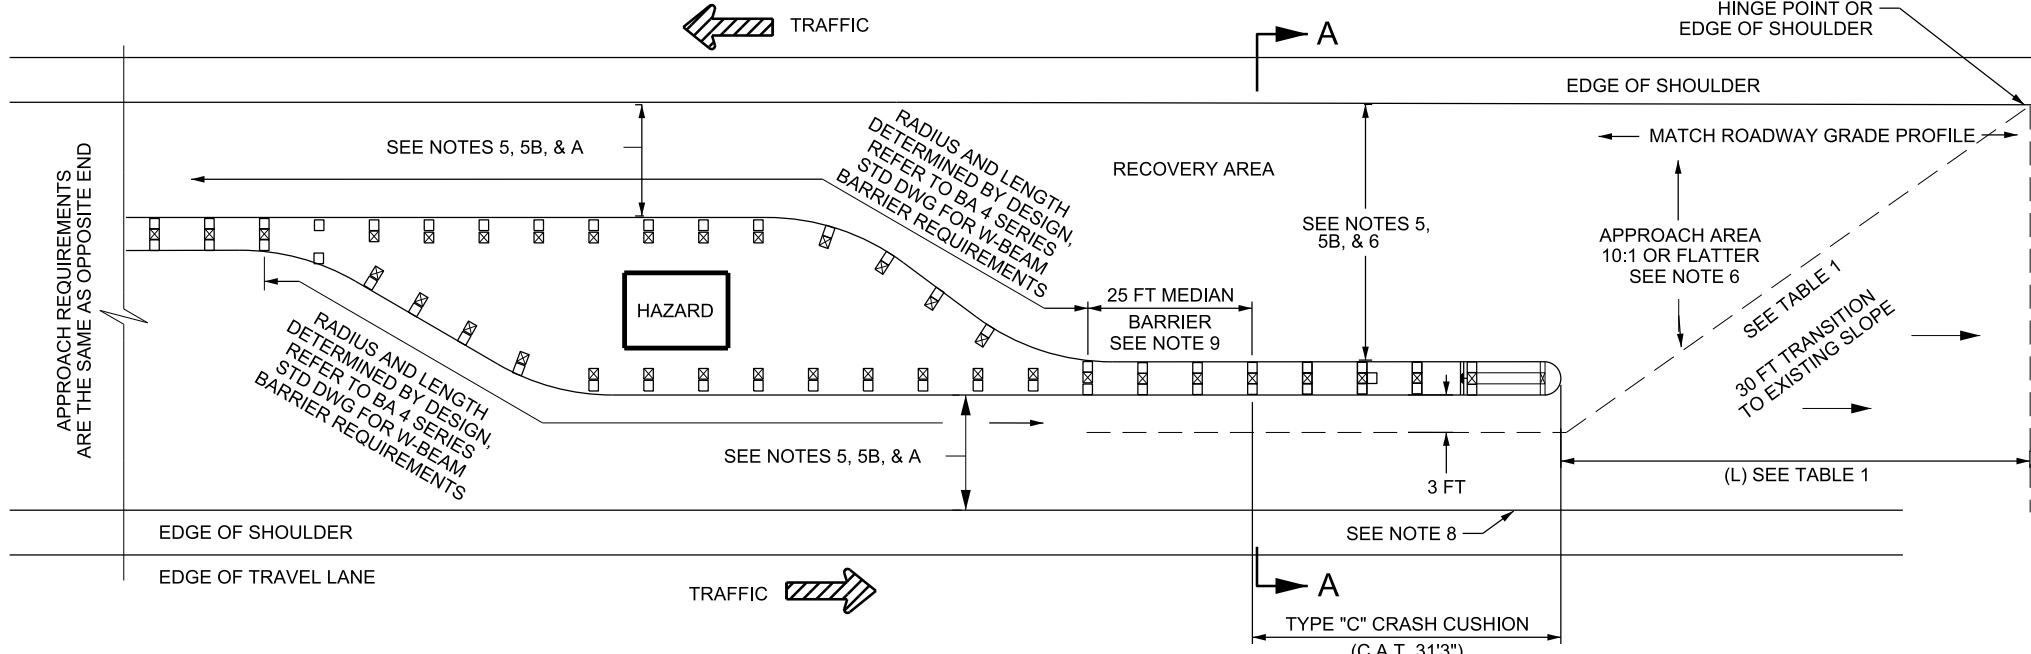 HINGE POINT OR
EDGE OF SHOULDER
TRAFFIC
A
EDGE OF SHOULDER
SEE NOTES 5, 5B, & A
RADIUS AND LENGTH
DETERMINED BY DESIGN,
REFER TO BA 4 SERIES
STD DWG FOR W-BEAM
BARRIER REQUIREMENTS
RECOVERY AREA
MATCH ROADWAY GRADE PROFILE
APPROACH REQUIREMENTS
ARE THE SAME AS OPPOSITE END
SEE NOTES 5,
5B, & 6
APPROACH AREA
10:1 OR FLATTER
SEE NOTE 6
HAZARD
25 FT MEDIAN
BARRIER
SEE NOTE 9
SEE TABLE 1
30 FT TRANSITION
TO EXISTING SLOPE
RADIUS AND LENGTH
DETERMINED BY DESIGN,
REFER TO BA 4 SERIES
STD DWG FOR W-BEAM
BARRIER REQUIREMENTS
SEE NOTES 5, 5B, & A
3 FT
(L) SEE TABLE 1
EDGE OF SHOULDER
SEE NOTE 8
EDGE OF TRAVEL LANE
TRAFFIC
A
TYPE "C" CRASH CUSHION
(C.A.T. 31'3")